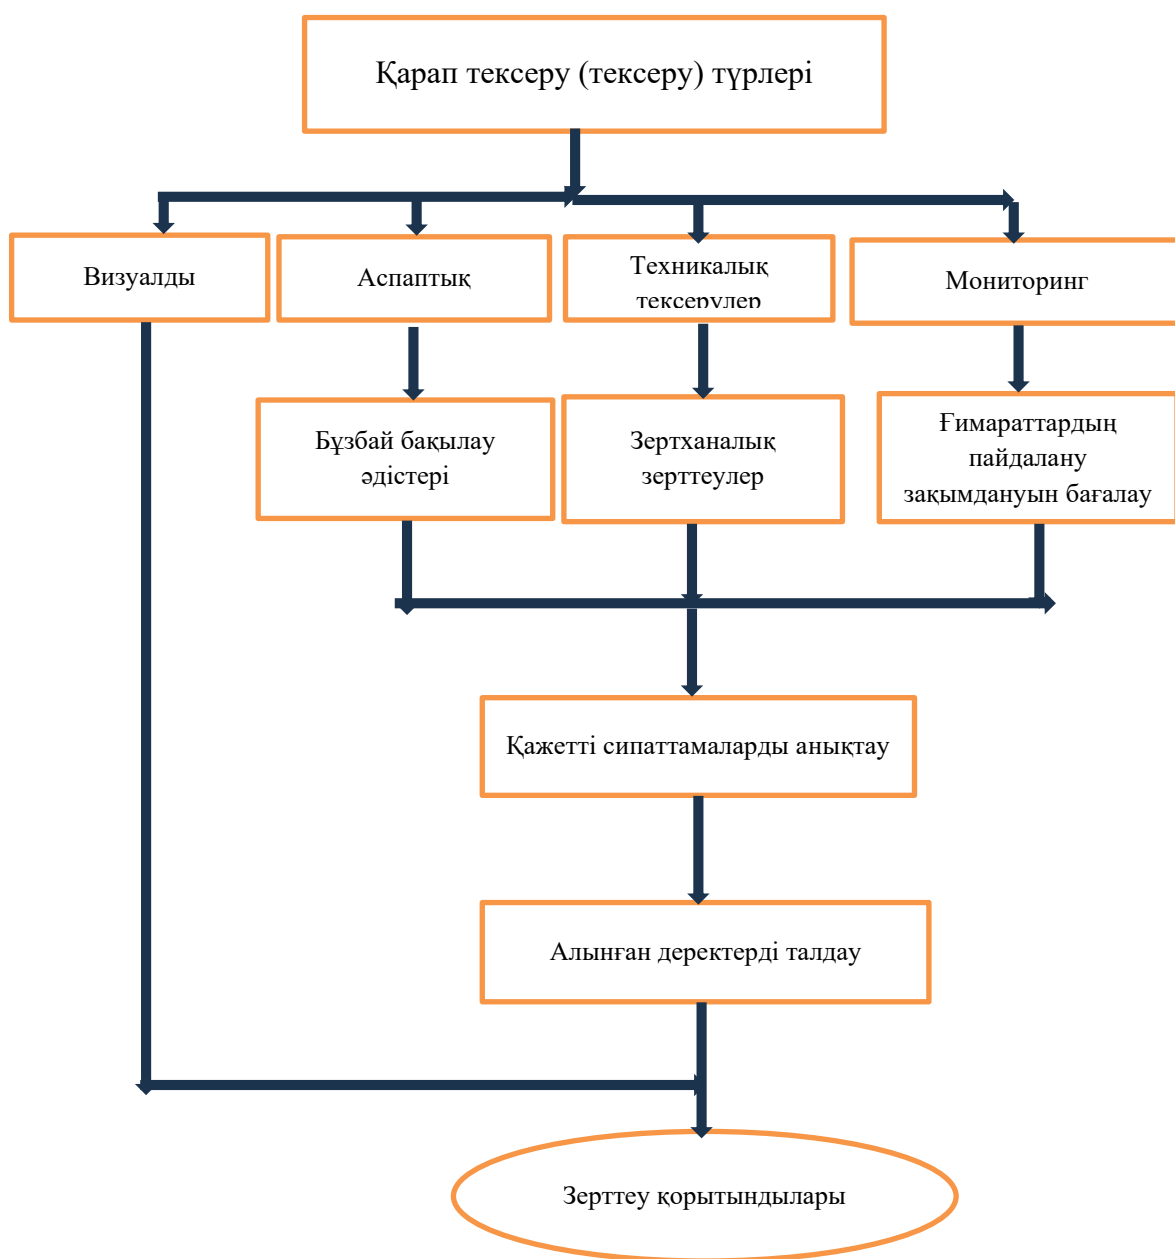 Қарап тексеру (тексеру) түрлері
Визуалды
Аспаптық
Техникалық
тексерулер
Мониторинг
Бұзбай бақылау
әдістері
Зертханалық
зерттеулер
Ғимараттардың
пайдалану
зақымдануын бағалау
Қажетті сипаттамаларды анықтау
Алынған деректерді талдау
Зерттеу қорытындылары